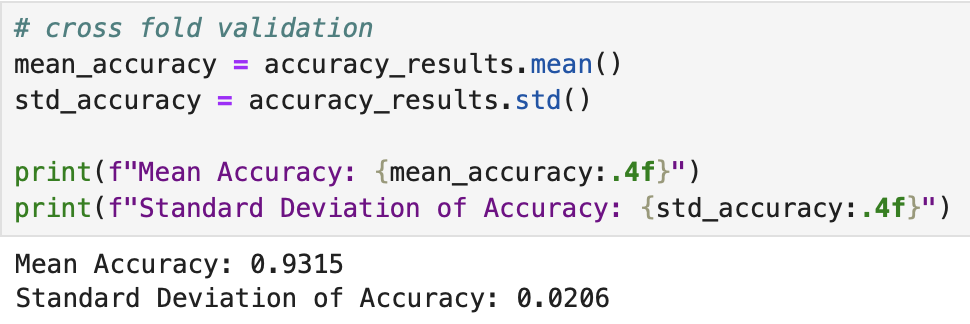 # cross fold validation
mean_accuracy = accuracy_results.mean()
std_accuracy = accuracy_results.std()
print(f"Mean Accuracy: {mean_accuracy:.4f}")
print(f"Standard Deviation of Accuracy: {std_accuracy:.4f}")
Mean Accuracy: 0.9315
Standard Deviation of Accuracy: 0.0206